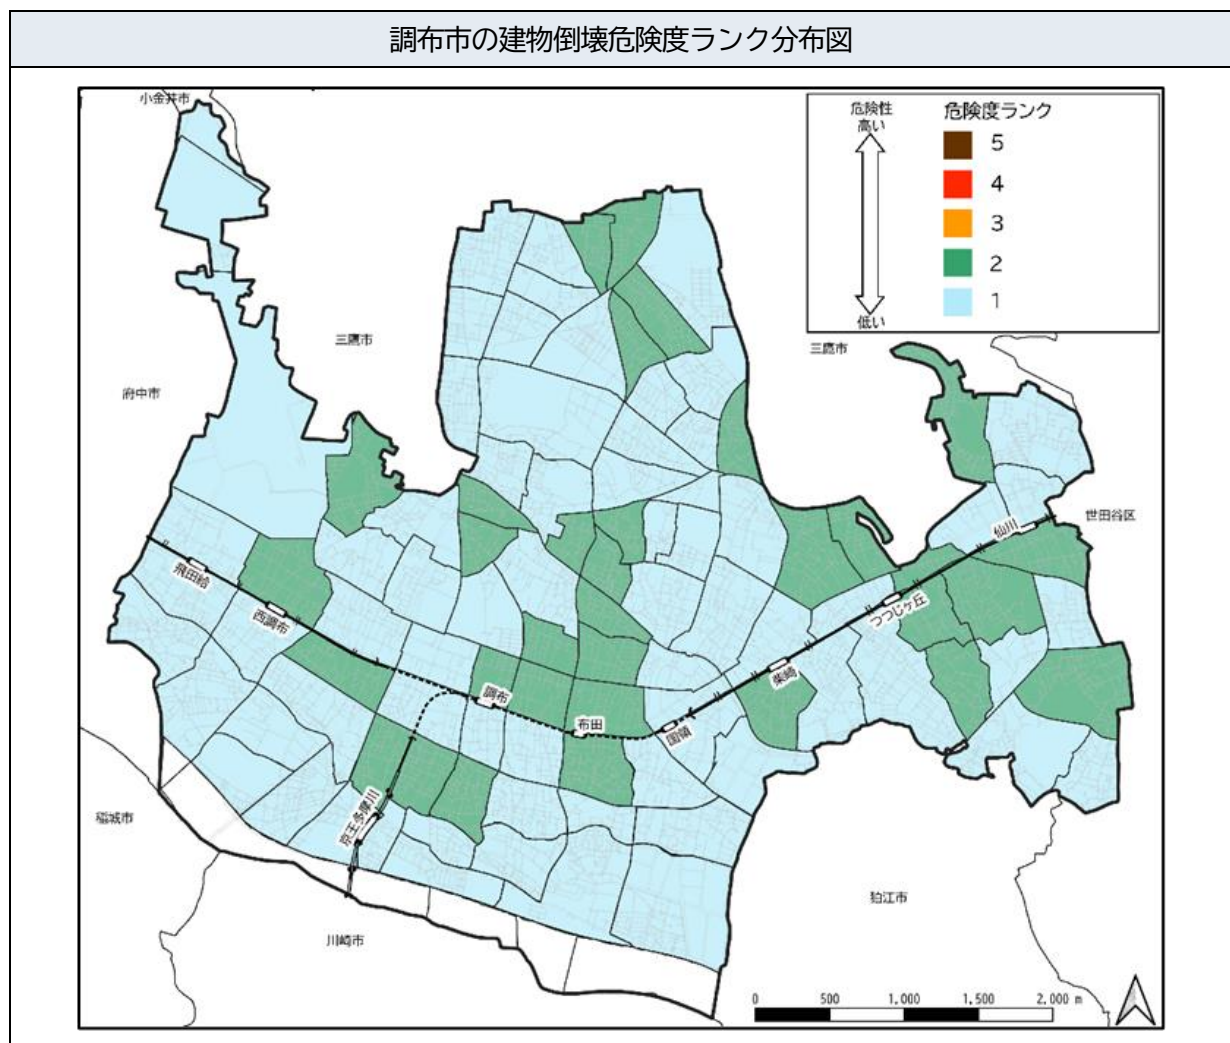 調布市の建物倒壊危険度ランク分布図
小金井市
危険性
高い
低い
危険度ランク
5
4
3
2
1
三鷹市
三鷹市
府中市
世田谷区
仙川
つつじヶ丘
柴崎
国領
布田
調布
西調布
飛田給
京王多摩川
稲城市
川崎市
狛江市
0 500 1,000 1,500 2,000 m